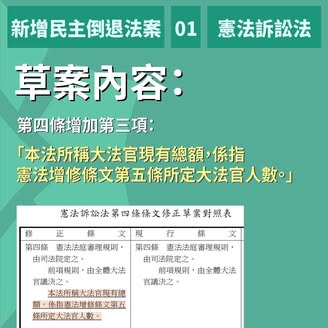 新增民主倒退法案 01 憲法訴訟法
草案內容：
第四條增加第三項：
「本法所稱大法官現有總額，係指
憲法增修條文第五條所定大法官人數。」
憲法訴訟法第四條條文修正草案對照表
修正條文 現行條文
第四條 憲法法庭審理規則， 第四條 憲法法庭審理規則，
由司法院定之。 由司法院定之。
前項規則，由全體大法 前項規則，由全體大法
官議決之。 官議決之。
本法所稱大法官現有總
額，係指憲法增修條文第五
條所定大法官人數。